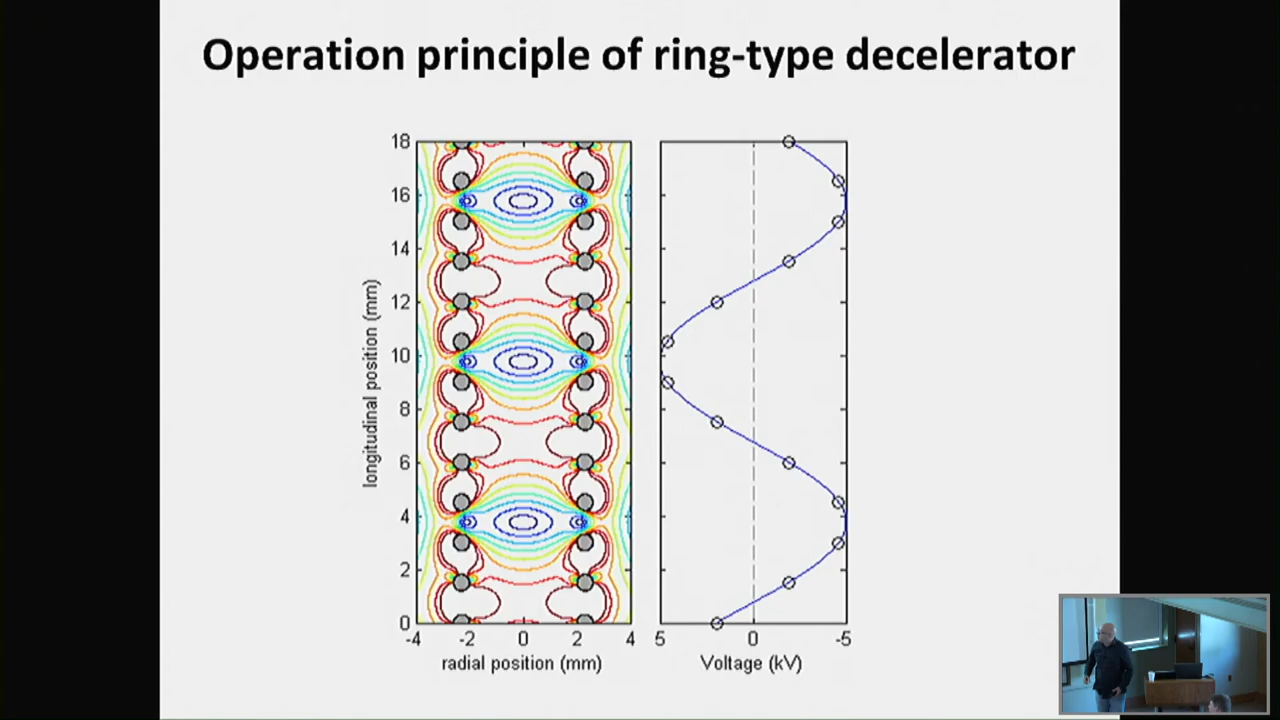 Operation principle of ring-type decelerator
18
16
14
12
10
8
6
4
2
0
longitudinal position (mm)
-4 -2 0 2 4
radial position (mm)
5 0 -5
Voltage (kV)